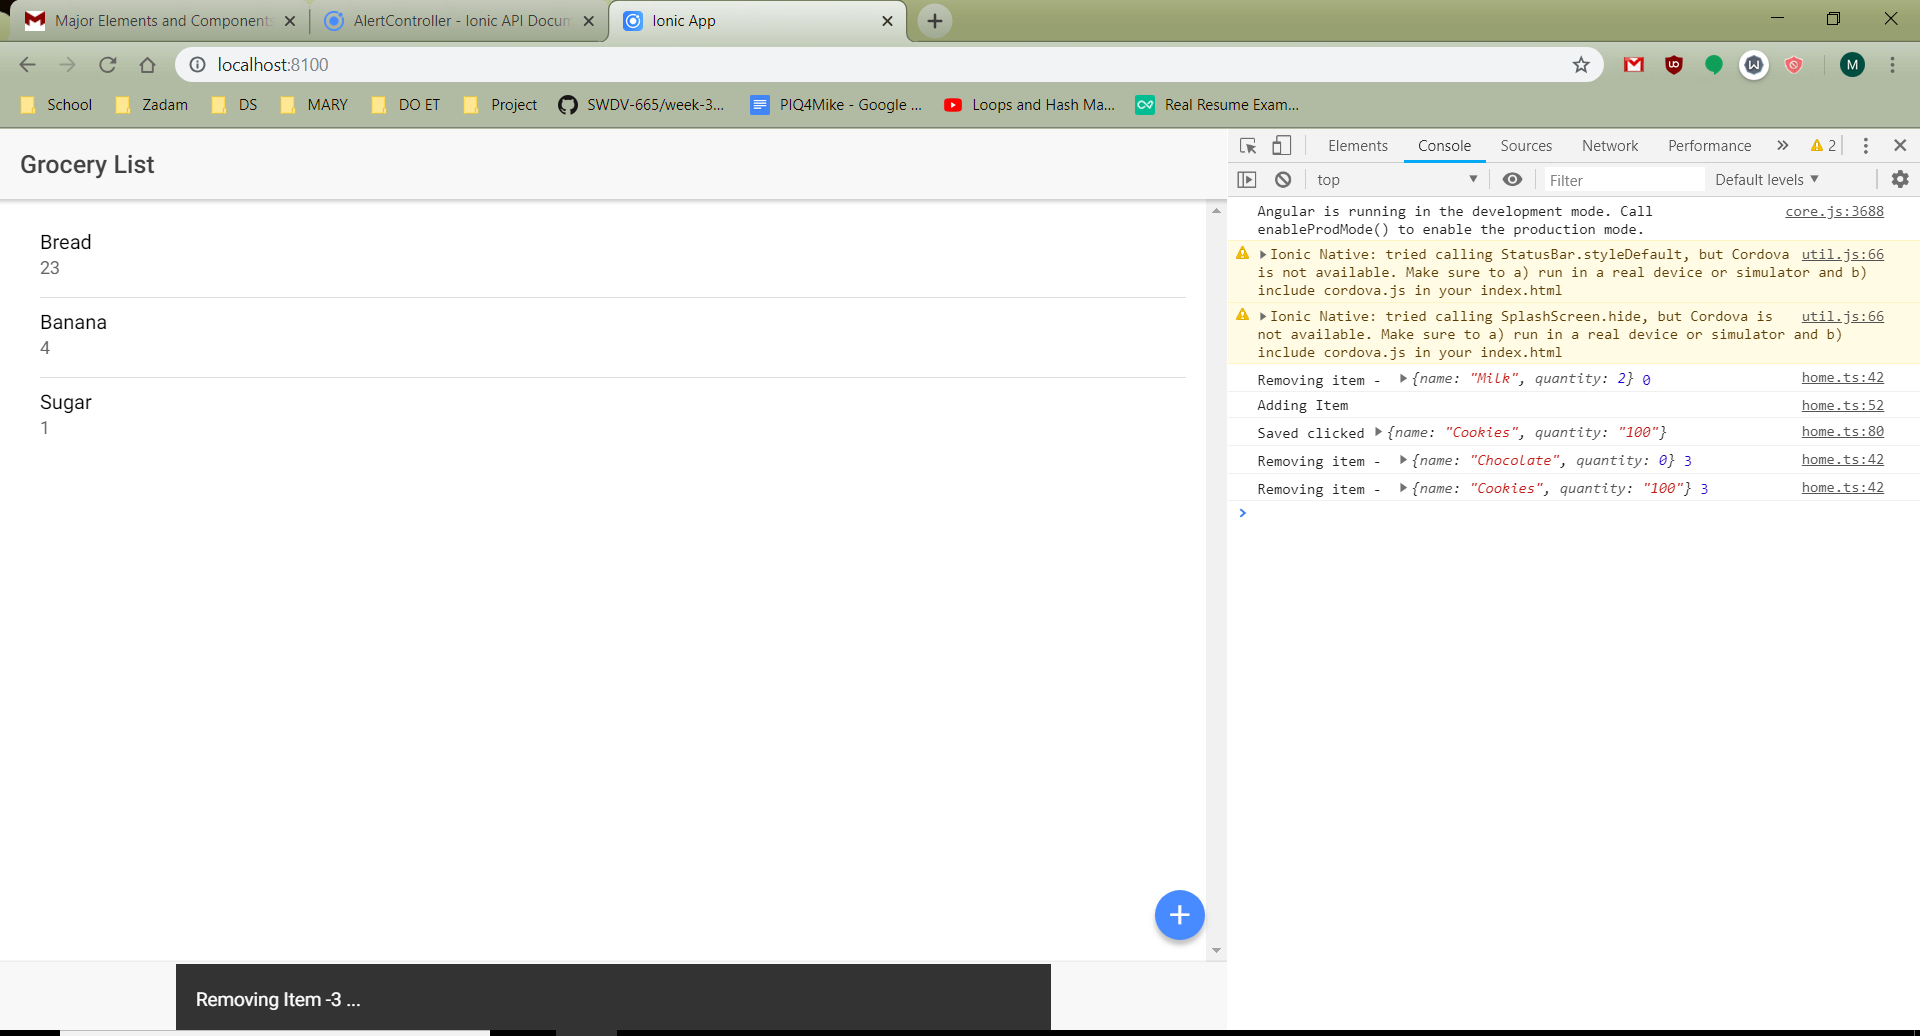 Major Elements and Components
AlertController - Ionic API Docum
Ionic App
localhost:8100
M
School
Zadam
DS
MARY
DO ET
Project
SWDV-665/week-3...
PIQ4Mike - Google ...
Loops and Hash Ma...
Real Resume Exam...
Grocery List
Bread
23
Banana
4
Sugar
1
Removing Item -3 ...
Elements Console Sources Network Performance » 2
top Filter Default levels
Angular is running in the development mode. Call core.js:3688
enableProdMode() to enable the production mode.
Ionic Native: tried calling StatusBar.styleDefault, but Cordova util.js:66
is not available. Make sure to a) run in a real device or simulator and b)
include cordova.js in your index.html
Ionic Native: tried calling SplashScreen.hide, but Cordova is util.js:66
not available. Make sure to a) run in a real device or simulator and b)
include cordova.js in your index.html
Removing item - {name: "Milk", quantity: 2} 0 home.ts:42
Adding Item home.ts:52
Saved clicked {name: "Cookies", quantity: "100"} home.ts:80
Removing item - {name: "Chocolate", quantity: 0} 3 home.ts:42
Removing item - {name: "Cookies", quantity: "100"} 3 home.ts:42